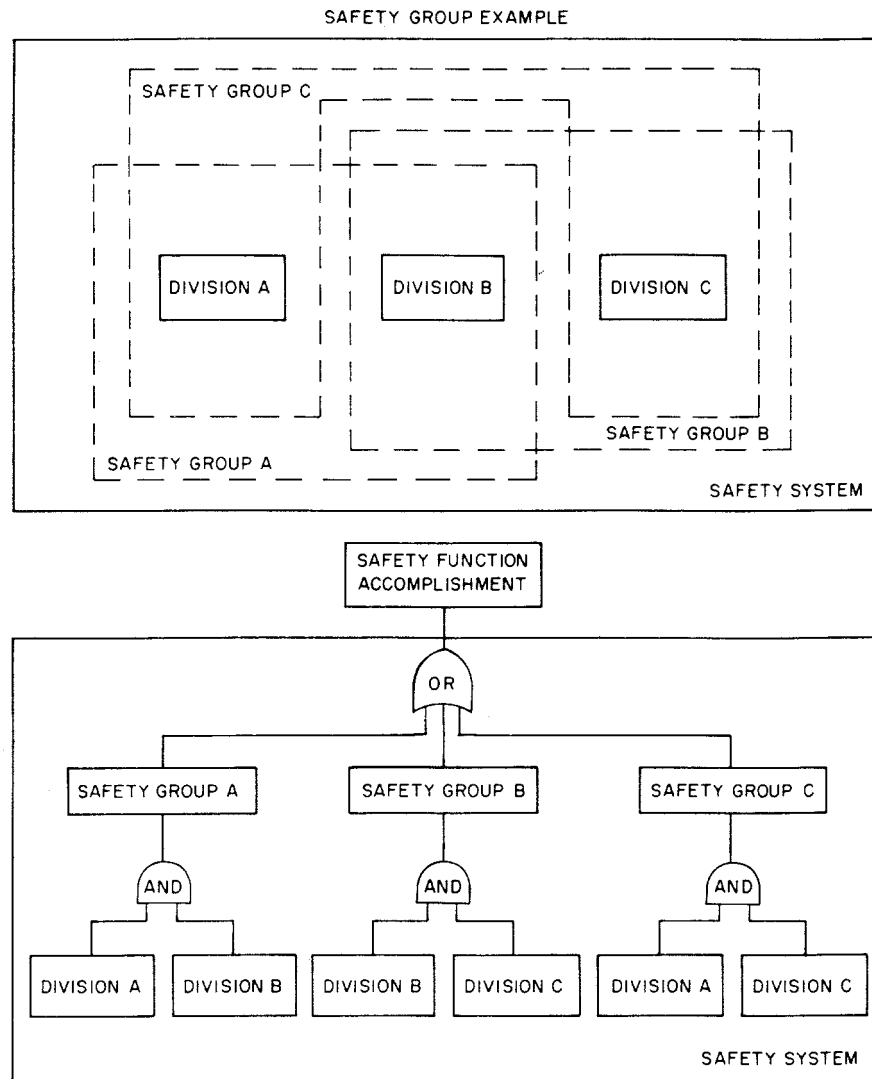 SAFETY GROUP EXAMPLE
SAFETY GROUP C
DIVISION A
DIVISION B
DIVISION C
SAFETY GROUP B
SAFETY GROUP A
SAFETY SYSTEM
SAFETY FUNCTION
ACCOMPLISHMENT
OR
SAFETY GROUP A
SAFETY GROUP B
SAFETY GROUP C
AND
AND
AND
DIVISION A
DIVISION B
DIVISION B
DIVISION C
DIVISION A
DIVISION C
SAFETY SYSTEM